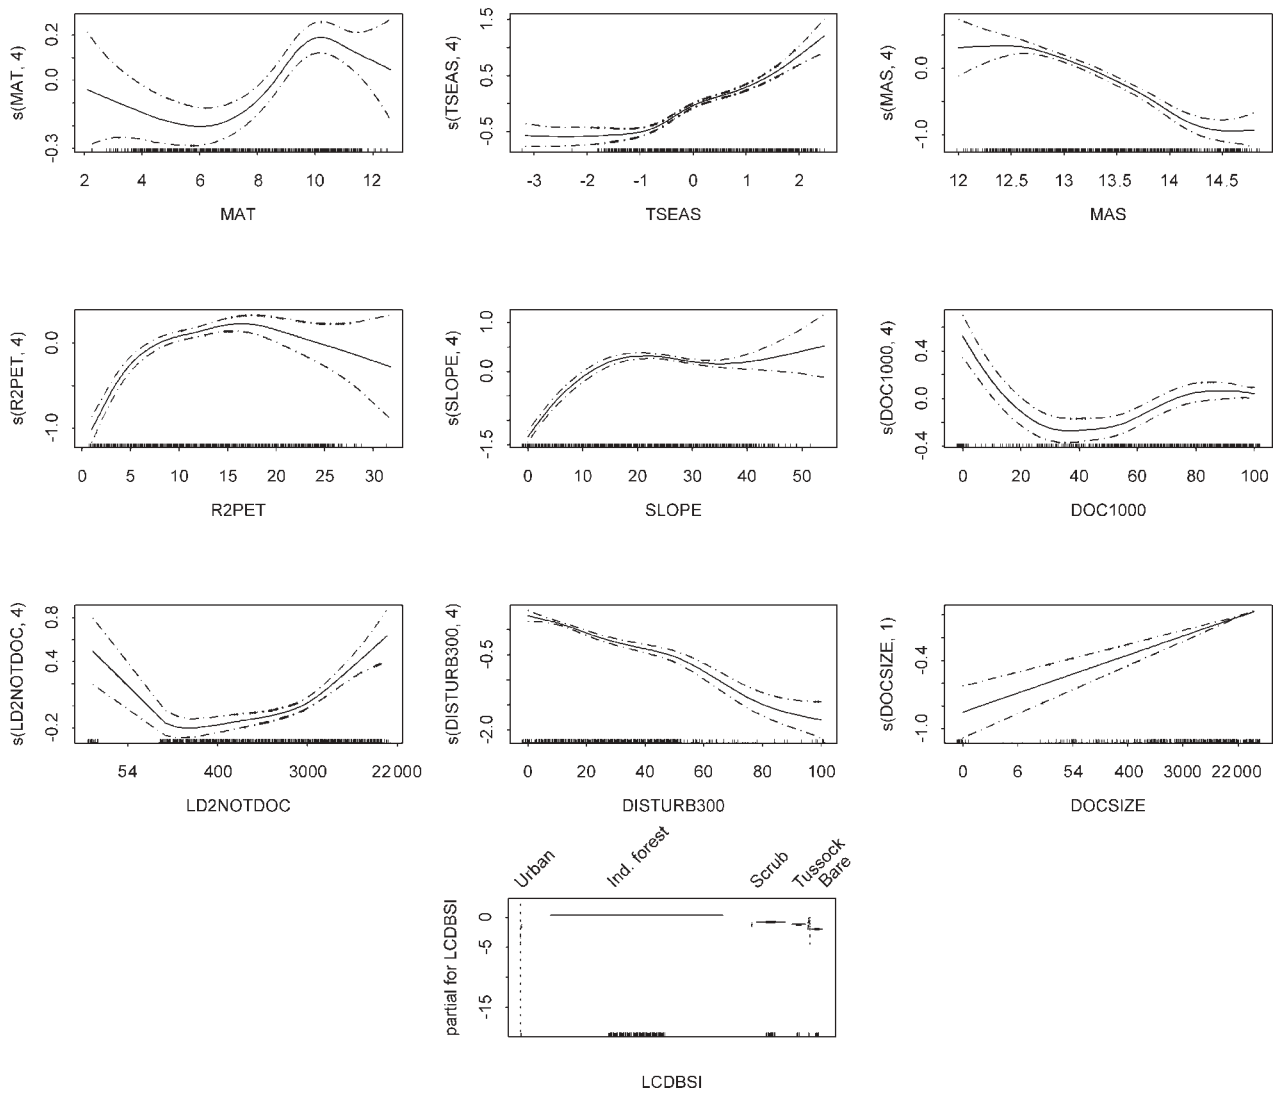 s(MAT, 4)
0.2
0.0
-0.3
2 4 6 8 10 12
MAT
s(TSEAS, 4)
1.5
0.5
-0.5
-3 -2 -1 0 1 2
TSEAS
s(MAS, 4)
0.0
-1.0
12 12.5 13 13.5 14 14.5
MAS
s(R2PET, 4)
0.0
-1.0
0 5 10 15 20 25 30
R2PET
s(SLOPE, 4)
1.0
0.0
-1.5
0 10 20 30 40 50
SLOPE
s(DOC1000, 4)
0.4
0.0
-0.4
0 20 40 60 80 100
DOC1000
s(LD2NOTDOC, 4)
0.8
0.4
-0.2
54 400 3000 22000
LD2NOTDOC
s(DISTURB300, 4)
-0.5
-2.0
0 20 40 60 80 100
DISTURB300
s(DOCSIZE, 1)
-0.4
-1.0
0 6 54 400 3000 22000
DOCSIZE
Urban Ind. forest Scrub Tussock Bare
partial for LCDBSI
0
-5
-15
LCDBSI